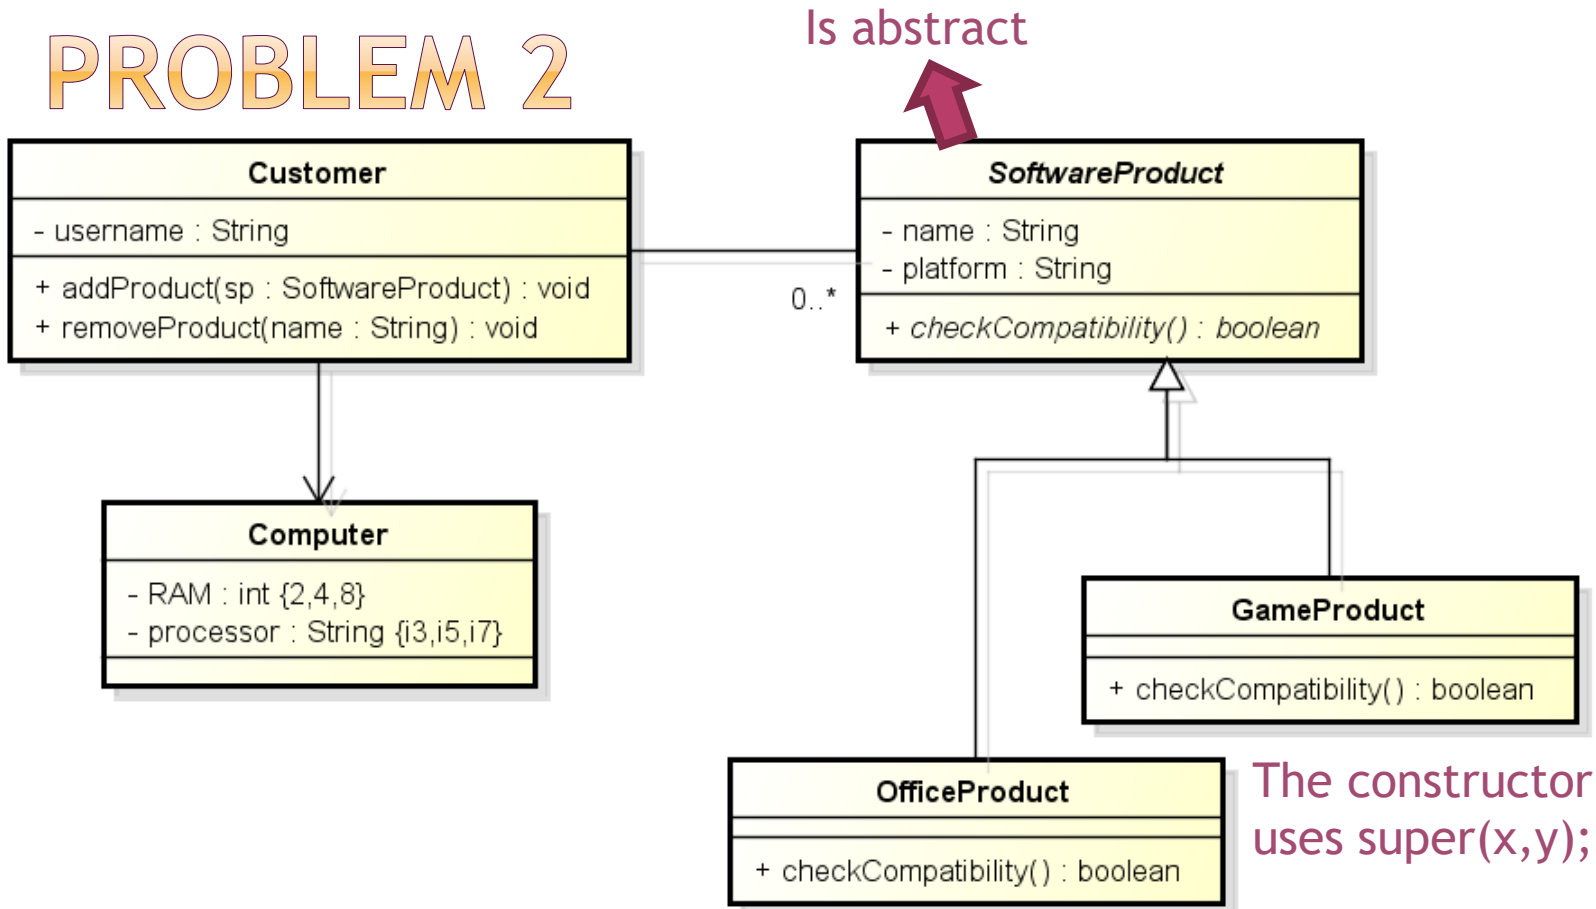 PROBLEM 2
Is abstract
Customer
- username : String
+ addProduct(sp : SoftwareProduct) : void
+ removeProduct(name : String) : void
SoftwareProduct
- name : String
- platform : String
+ checkCompatibility() : boolean
0..*
Computer
- RAM : int {2,4,8}
- processor : String {i3,i5,i7}
GameProduct
+ checkCompatibility() : boolean
OfficeProduct
+ checkCompatibility() : boolean
The constructor
uses super(x,y);